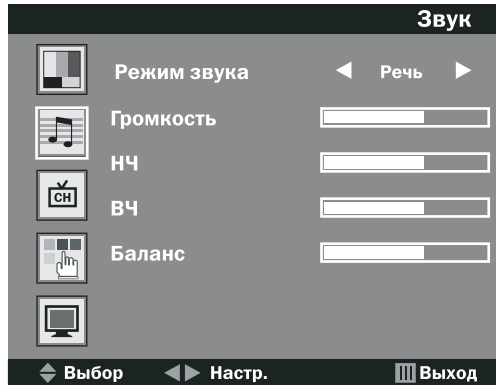 Звук
Режим звука ◀ Речь ▶
Громкость
НЧ
CH
ВЧ
Баланс
Выбор Настр. Выход